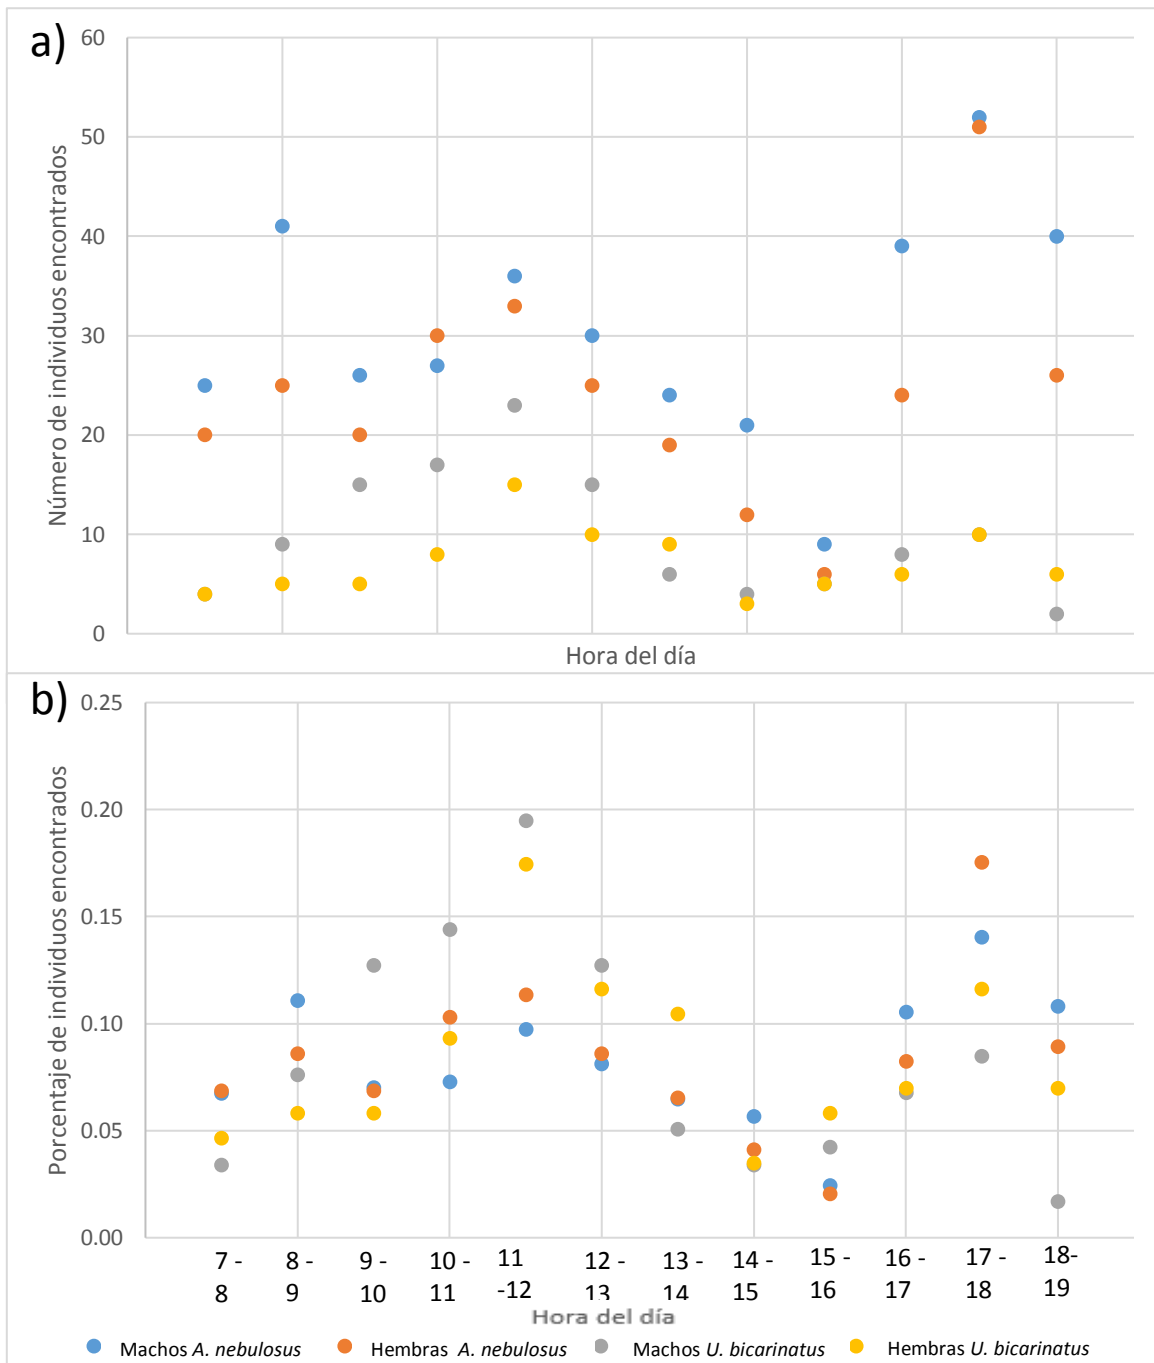 a)
60
50
40
30
20
10
0
Número de individuos encontrados
Hora del día
b)
0.25
0.20
0.15
0.10
0.05
0.00
Porcentaje de individuos encontrados
7 - 8 - 9 - 10 - 11 12 - 13 - 14 - 15 - 16 - 17 - 18-
8 9 10 11 -12 13 14 15 16 17 18 19
Hora del día
Machos A. nebulosus Hembras A. nebulosus Machos U. bicarinatus Hembras U. bicarinatus